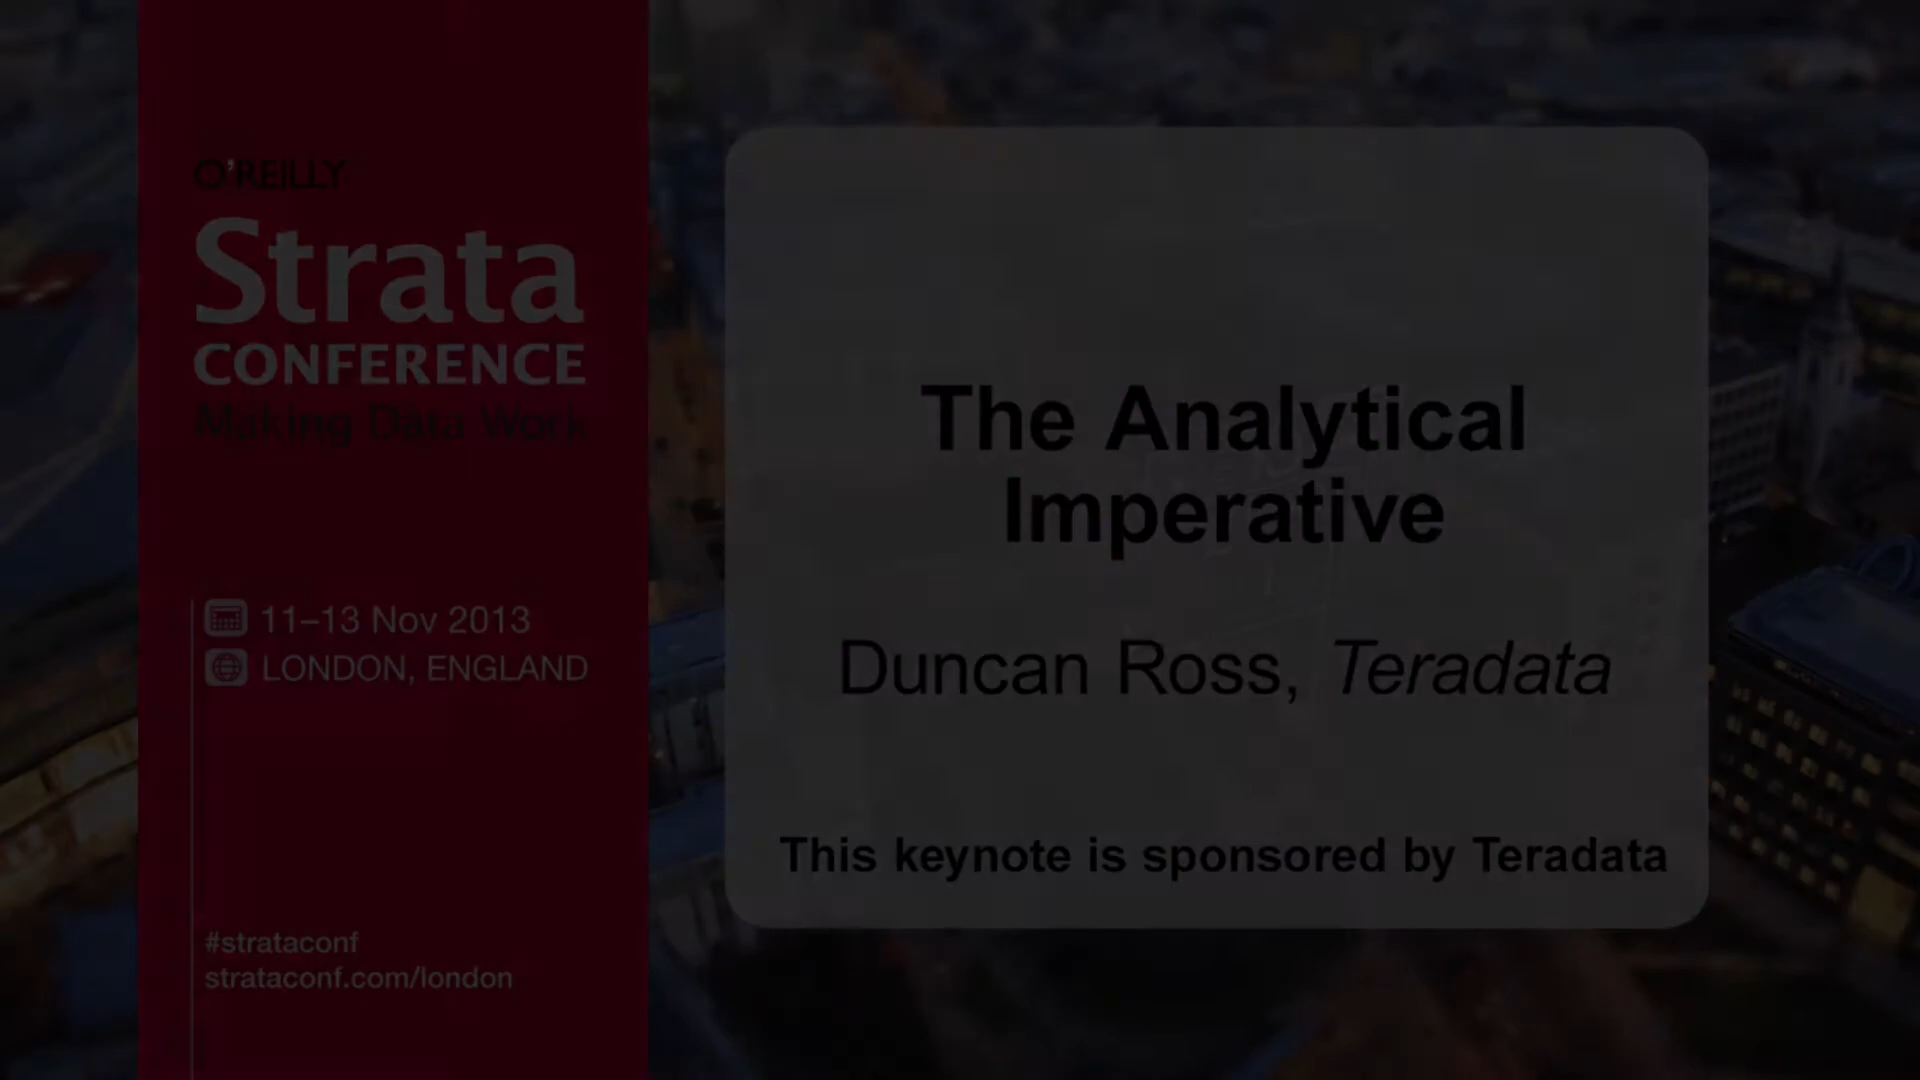 O'REILLY
Strata
CONFERENCE
Making Data Work
11–13 Nov 2013
LONDON, ENGLAND
#strataconf
strataconf.com/london
The Analytical
Imperative
Duncan Ross, Teradata
This keynote is sponsored by Teradata